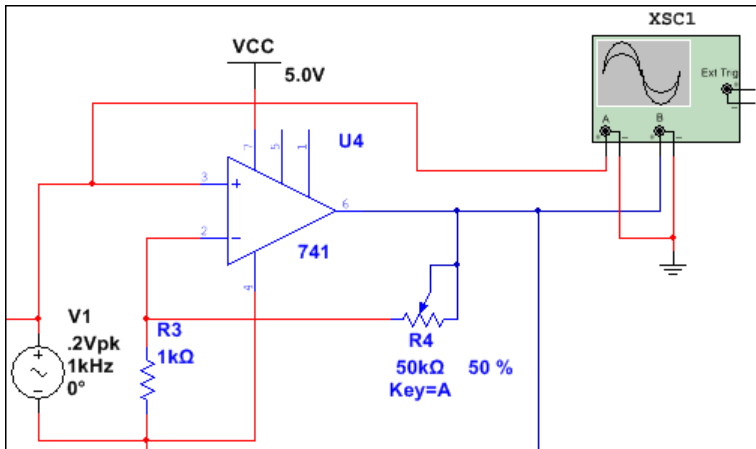 XSC1
VCC
5.0V
Ext Trig
+
−
A
B
+
−
+
−
7
5
1
U4
3
+
6
2
−
741
4
V1
.2Vpk
1kHz
0°
+
−
R3
1kΩ
R4
50kΩ 50 %
Key=A